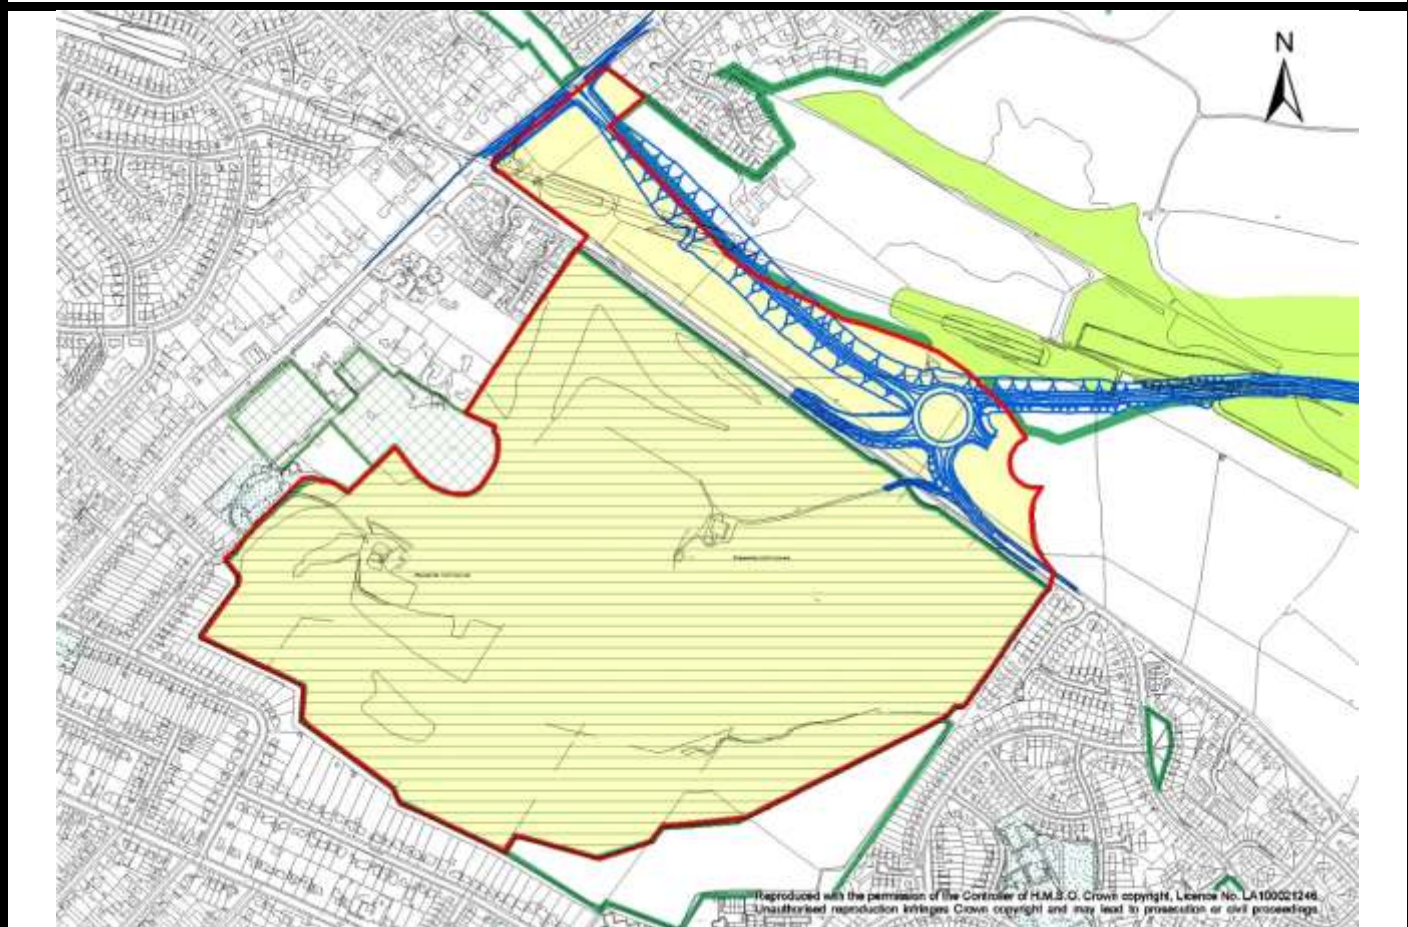 N
Reproduced with the permission of the Controller of H.M.S.O. Crown copyright, Licence No. LA100021246
Unauthorised reproduction infringes Crown copyright and may lead to prosecution or civil proceedings